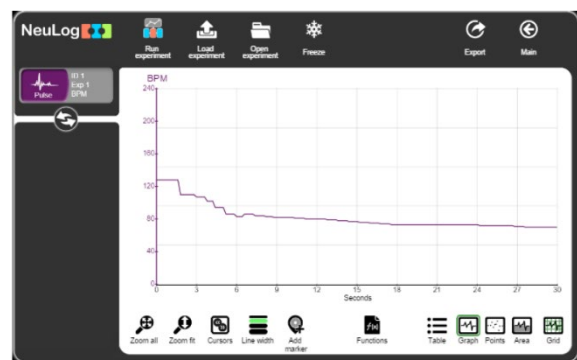 NeuLog
Run experiment
Load experiment
Open experiment
Freeze
Export
Main
Pulse
ID 1
Exp 1
BPM
BPM
240
200
160
120
80
40
0
0 3 6 9 12 15 18 21 24 27 30
Seconds
Zoom all
Zoom fit
Cursors
Line width
Add marker
Functions
f(x)
Table
Graph
Points
Area
Grid